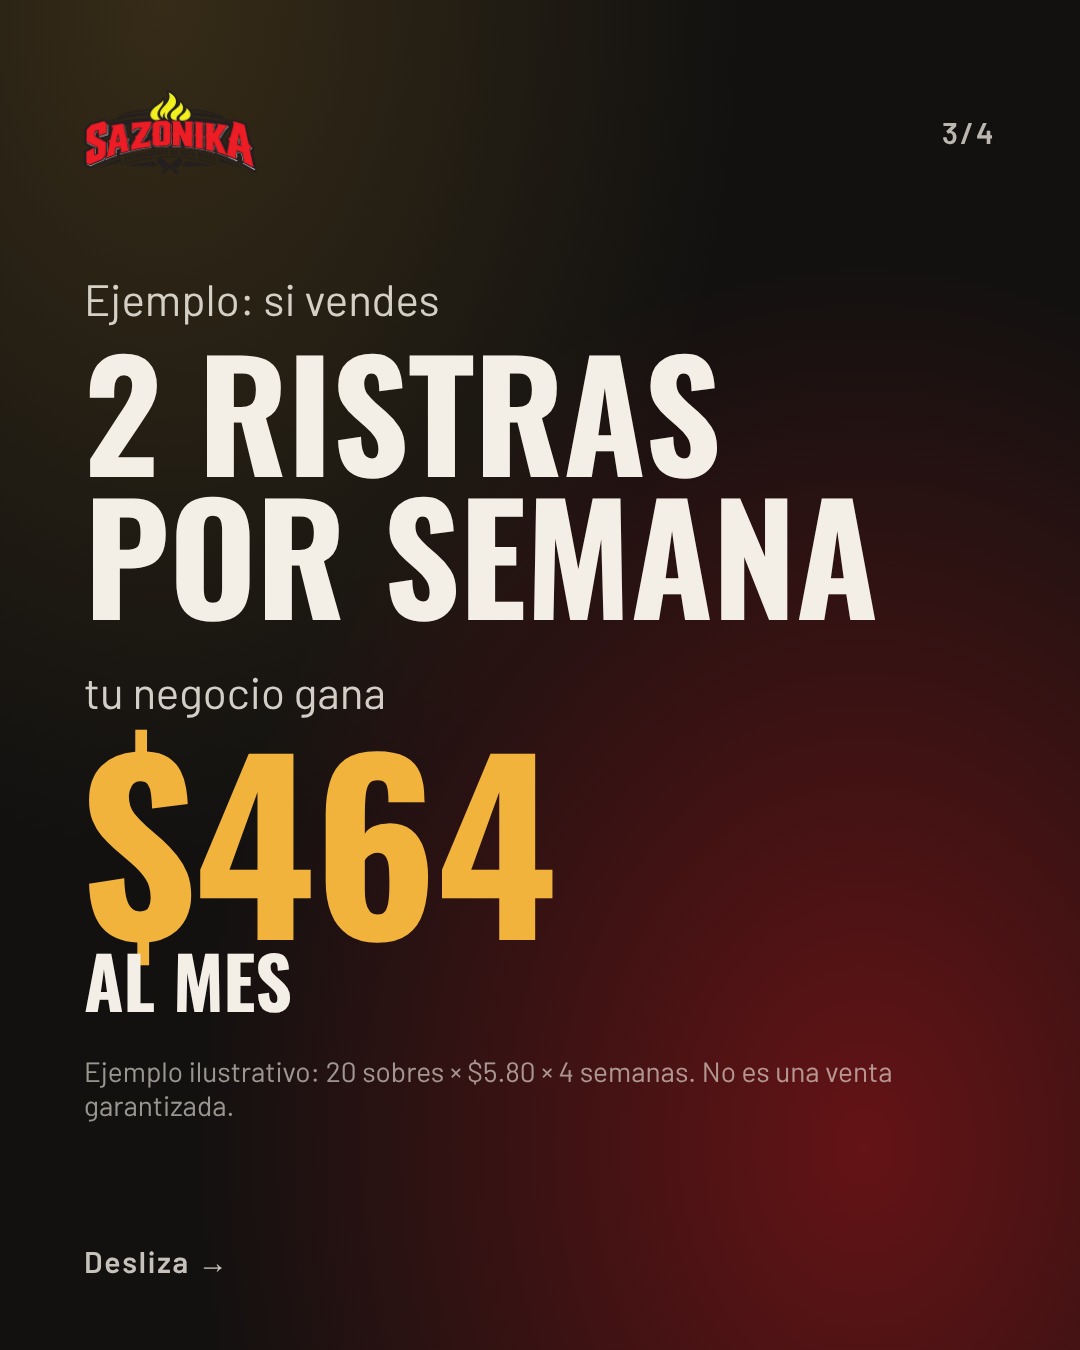 SAZONIKA
3/4
Ejemplo: si vendes
2 RISTRAS
POR SEMANA
tu negocio gana
$464
AL MES
Ejemplo ilustrativo: 20 sobres × $5.80 × 4 semanas. No es una venta
garantizada.
Desliza →